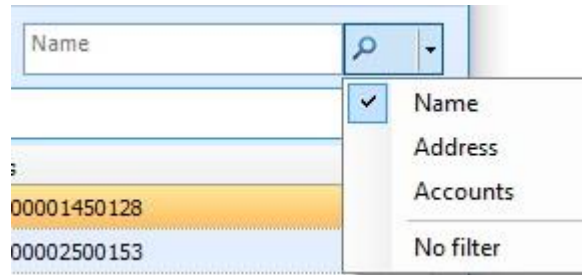 Name
Name
Address
s
Accounts
00001450128
No filter
00002500153